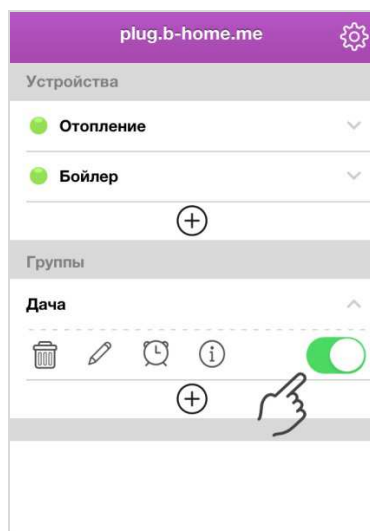 plug.b-home.me
Устройства
Отопление
Бойлер
Группы
Дача